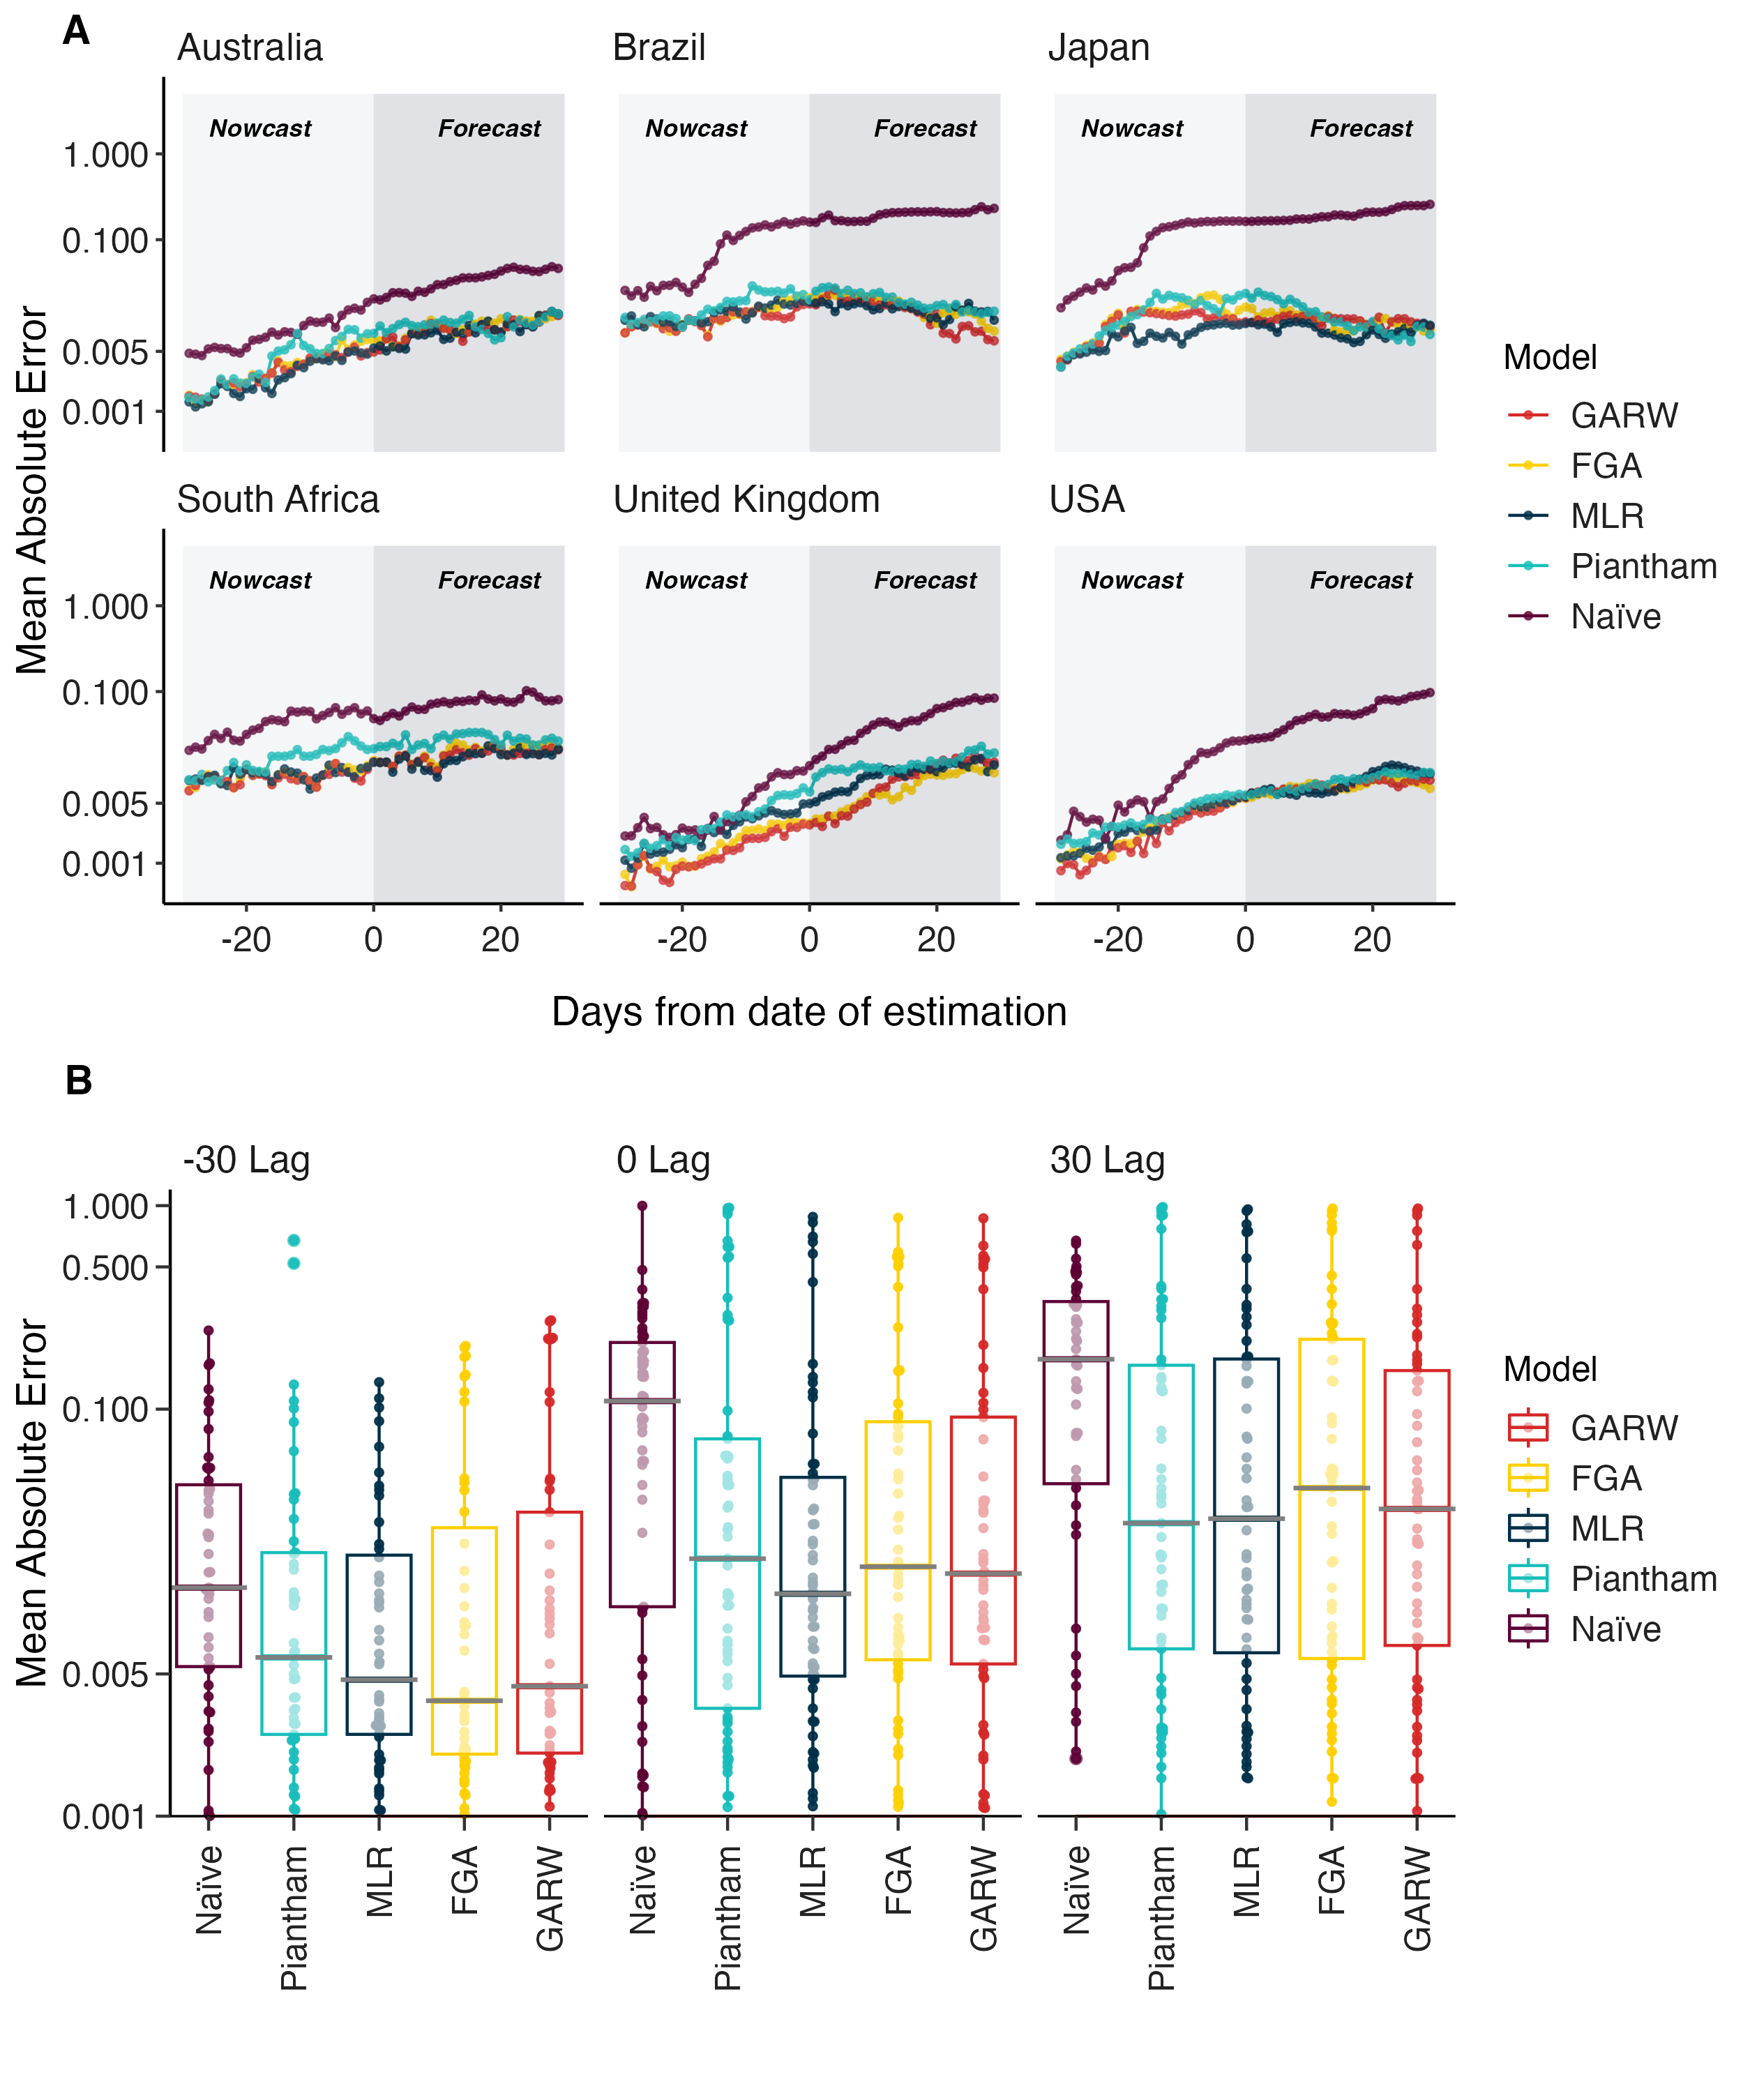 A
Australia Brazil Japan
Nowcast Forecast Nowcast Forecast Nowcast Forecast
1.000
0.100
0.005
0.001
South Africa United Kingdom USA
Nowcast Forecast Nowcast Forecast Nowcast Forecast
1.000
0.100
0.005
0.001
-20 0 20 -20 0 20 -20 0 20
Mean Absolute Error
Days from date of estimation
Model
GARW
FGA
MLR
Piantham
Naïve
B
-30 Lag 0 Lag 30 Lag
1.000
0.500
0.100
0.005
0.001
Mean Absolute Error
Naïve Piantham MLR FGA GARW Naïve Piantham MLR FGA GARW Naïve Piantham MLR FGA GARW
Model
GARW
FGA
MLR
Piantham
Naïve